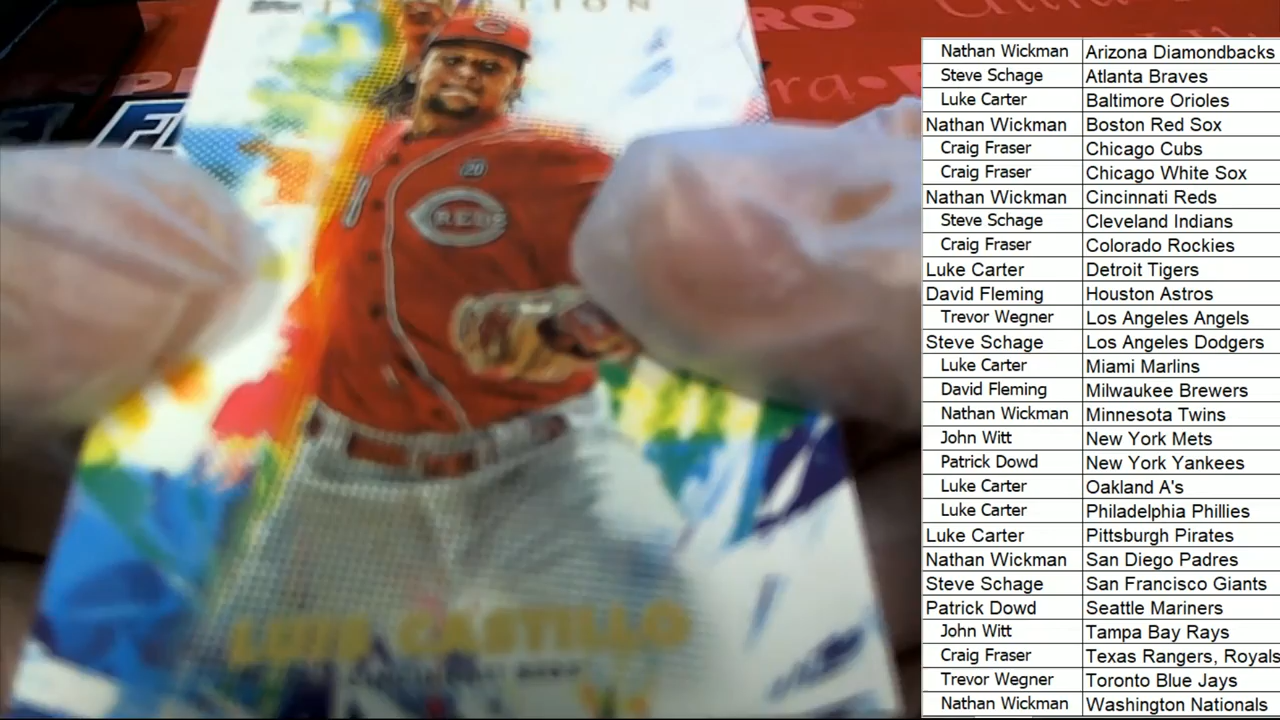 REDS
20
LUIS CASTILLO
Nathan Wickman Arizona Diamondbacks
Steve Schage Atlanta Braves
Luke Carter Baltimore Orioles
Nathan Wickman Boston Red Sox
Craig Fraser Chicago Cubs
Craig Fraser Chicago White Sox
Nathan Wickman Cincinnati Reds
Steve Schage Cleveland Indians
Craig Fraser Colorado Rockies
Luke Carter Detroit Tigers
David Fleming Houston Astros
Trevor Wegner Los Angeles Angels
Steve Schage Los Angeles Dodgers
Luke Carter Miami Marlins
David Fleming Milwaukee Brewers
Nathan Wickman Minnesota Twins
John Witt New York Mets
Patrick Dowd New York Yankees
Luke Carter Oakland A's
Luke Carter Philadelphia Phillies
Luke Carter Pittsburgh Pirates
Nathan Wickman San Diego Padres
Steve Schage San Francisco Giants
Patrick Dowd Seattle Mariners
John Witt Tampa Bay Rays
Craig Fraser Texas Rangers, Royals
Trevor Wegner Toronto Blue Jays
Nathan Wickman Washington Nationals